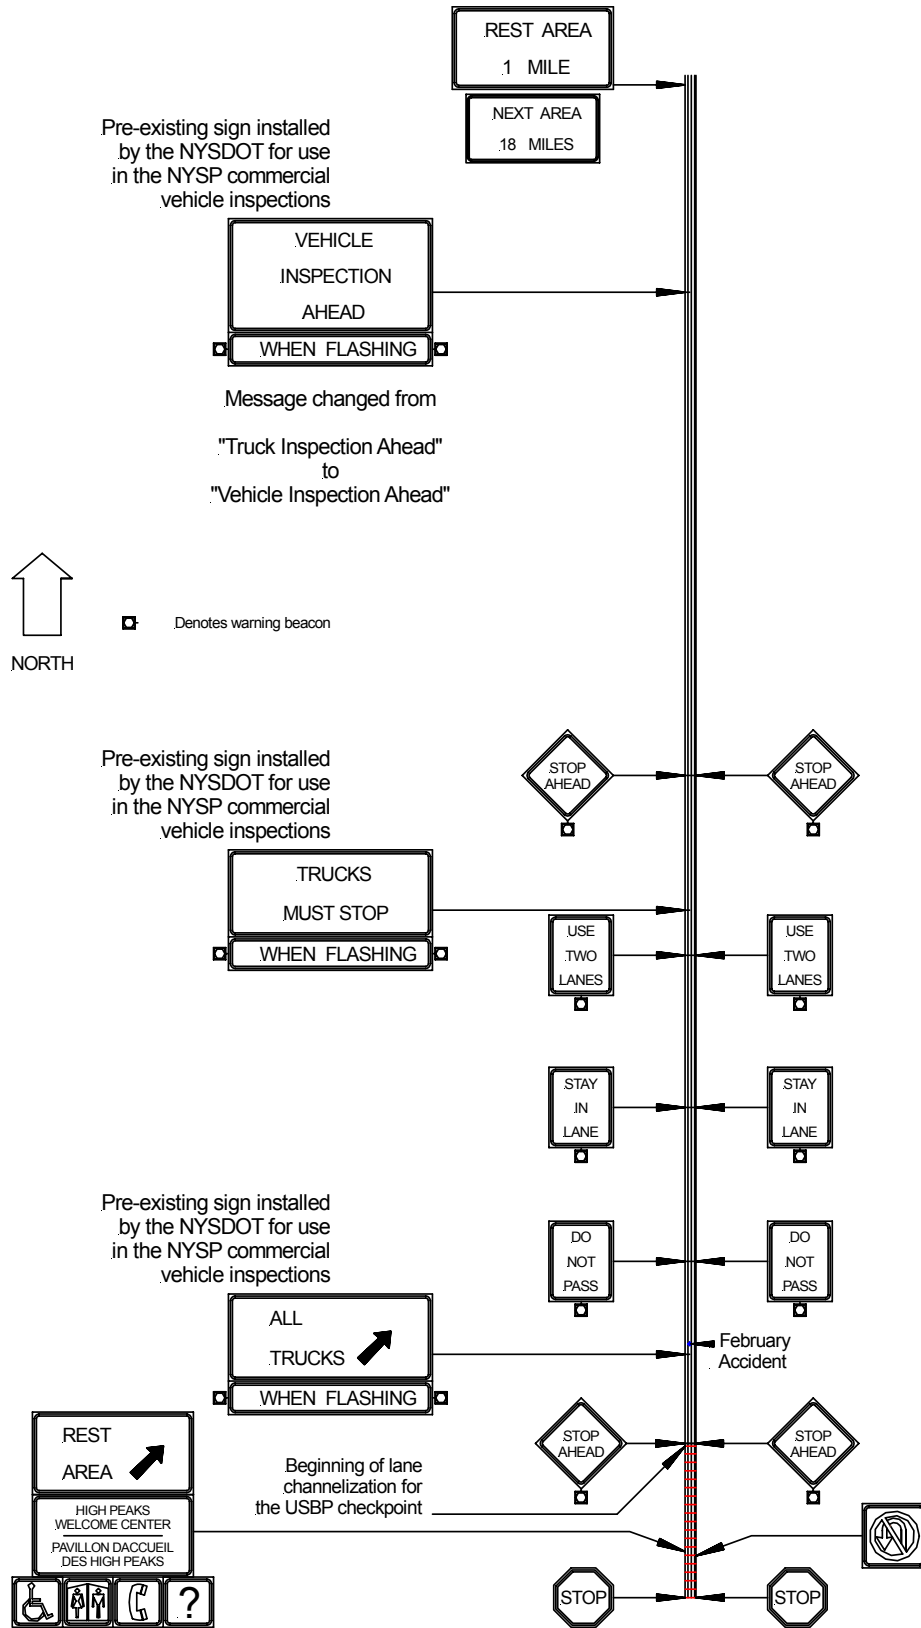 REST AREA
1 MILE
NEXT AREA
18 MILES
Pre-existing sign installed
by the NYSDOT for use
in the NYSP commercial
vehicle inspections
VEHICLE
INSPECTION
AHEAD
WHEN FLASHING
Message changed from
"Truck Inspection Ahead"
to
"Vehicle Inspection Ahead"
NORTH
Denotes warning beacon
STOP
AHEAD
STOP
AHEAD
Pre-existing sign installed
by the NYSDOT for use
in the NYSP commercial
vehicle inspections
TRUCKS
MUST STOP
WHEN FLASHING
USE
TWO
LANES
USE
TWO
LANES
STAY
IN
LANE
STAY
IN
LANE
Pre-existing sign installed
by the NYSDOT for use
in the NYSP commercial
vehicle inspections
DO
NOT
PASS
DO
NOT
PASS
ALL
TRUCKS
WHEN FLASHING
February
Accident
STOP
AHEAD
STOP
AHEAD
REST
AREA
Beginning of lane
channelization for
the USBP checkpoint
HIGH PEAKS
WELCOME CENTER
PAVILLON DACCUEIL
DES HIGH PEAKS
?
STOP
STOP